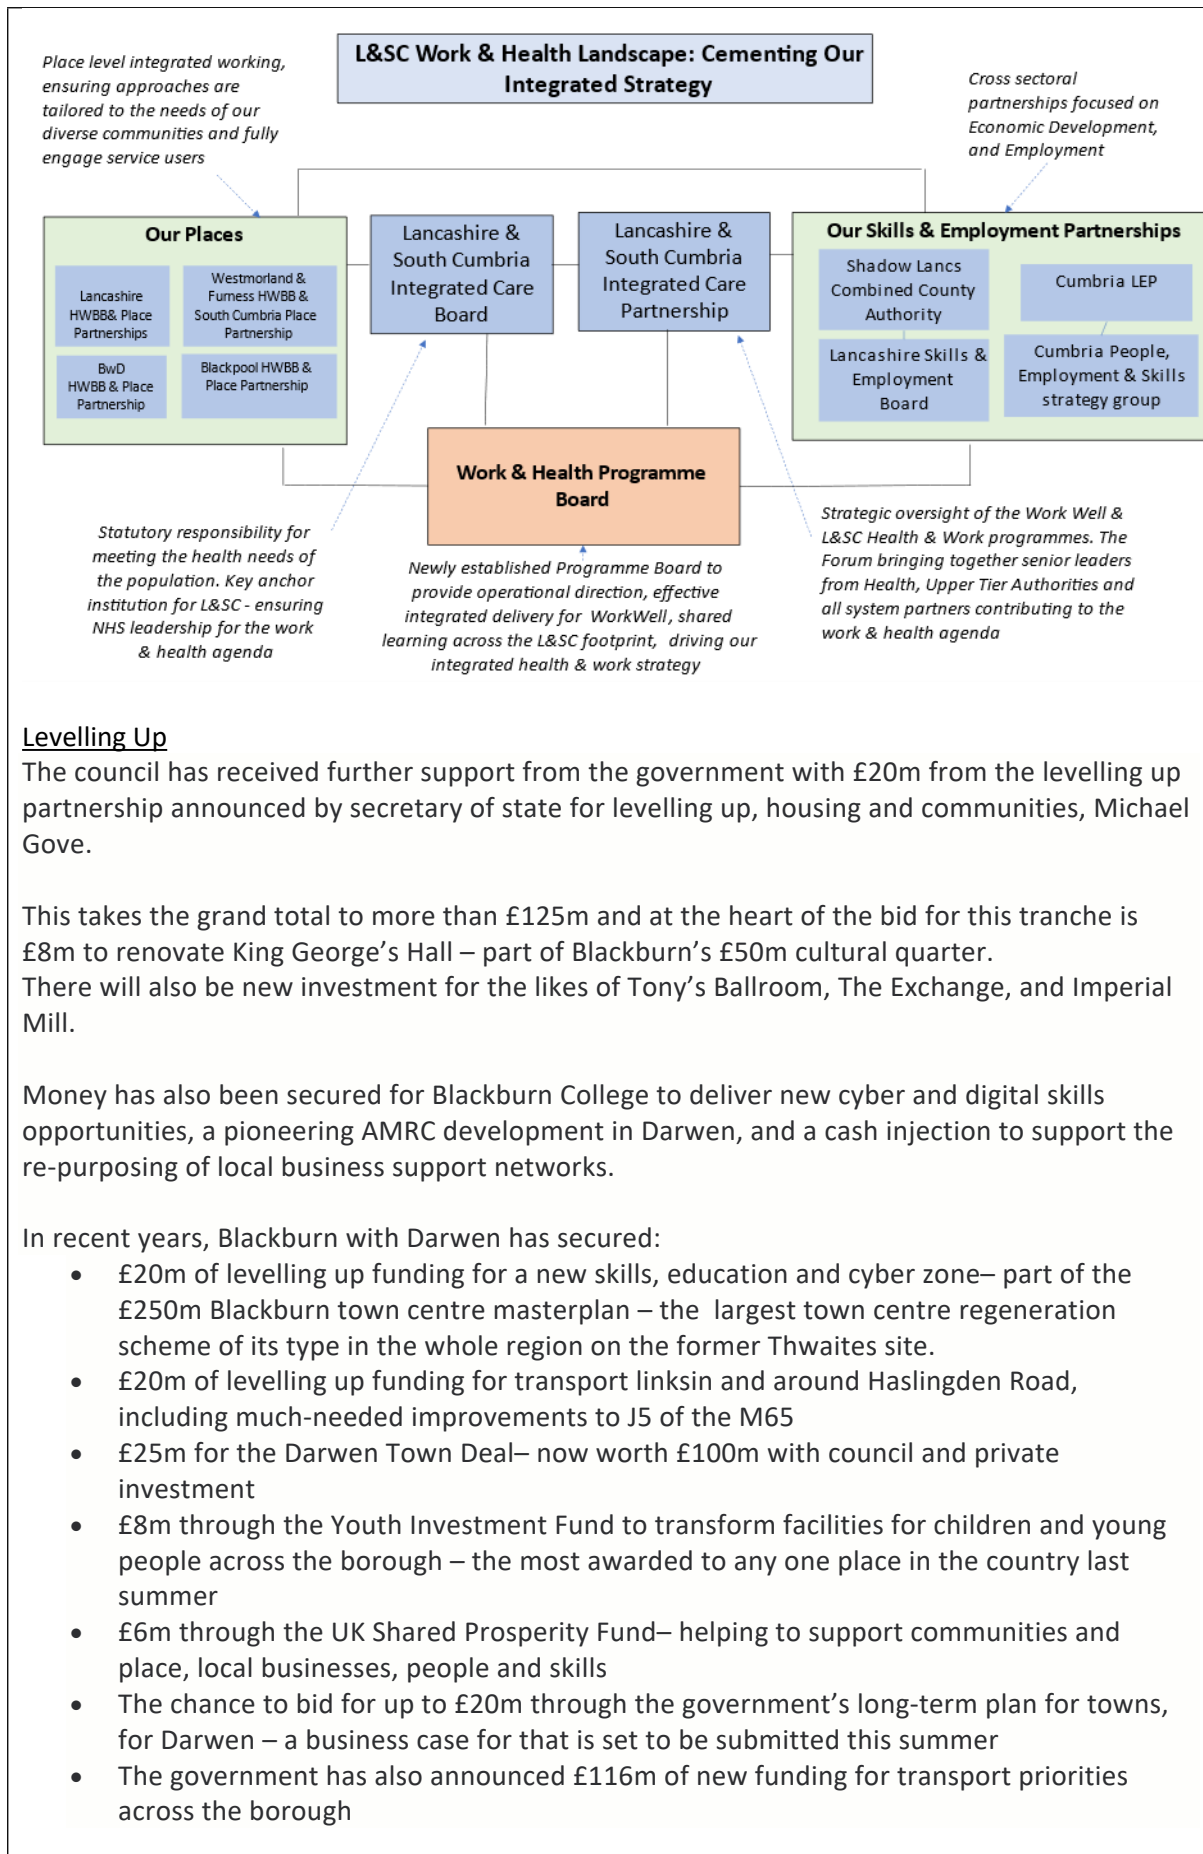 L&SC Work & Health Landscape: Cementing Our
Integrated Strategy
Place level integrated working,
ensuring approaches are
tailored to the needs of our
diverse communities and fully
engage service users
Cross sectoral
partnerships focused on
Economic Development,
and Employment
Our Places
Lancashire
HWBB& Place
Partnerships
Westmorland &
Furness HWBB &
South Cumbria Place
Partnership
BwD
HWBB & Place
Partnership
Blackpool HWBB &
Place Partnership
Lancashire &
South Cumbria
Integrated Care
Board
Lancashire &
South Cumbria
Integrated Care
Partnership
Our Skills & Employment Partnerships
Shadow Lancs
Combined County
Authority
Cumbria LEP
Lancashire Skills &
Employment
Board
Cumbria People,
Employment & Skills
strategy group
Work & Health Programme
Board
Statutory responsibility for
meeting the health needs of
the population. Key anchor
institution for L&SC - ensuring
NHS leadership for the work
& health agenda
Newly established Programme Board to
provide operational direction, effective
integrated delivery for WorkWell, shared
learning across the L&SC footprint, driving our
integrated health & work strategy
Strategic oversight of the Work Well &
L&SC Health & Work programmes. The
Forum bringing together senior leaders
from Health, Upper Tier Authorities and
all system partners contributing to the
work & health agenda
Levelling Up
The council has received further support from the government with £20m from the levelling up
partnership announced by secretary of state for levelling up, housing and communities, Michael
Gove.
This takes the grand total to more than £125m and at the heart of the bid for this tranche is
£8m to renovate King George’s Hall – part of Blackburn’s £50m cultural quarter.
There will also be new investment for the likes of Tony’s Ballroom, The Exchange, and Imperial
Mill.
Money has also been secured for Blackburn College to deliver new cyber and digital skills
opportunities, a pioneering AMRC development in Darwen, and a cash injection to support the
re-purposing of local business support networks.
In recent years, Blackburn with Darwen has secured:
• £20m of levelling up funding for a new skills, education and cyber zone– part of the
£250m Blackburn town centre masterplan – the largest town centre regeneration
scheme of its type in the whole region on the former Thwaites site.
• £20m of levelling up funding for transport linksin and around Haslingden Road,
including much-needed improvements to J5 of the M65
• £25m for the Darwen Town Deal– now worth £100m with council and private
investment
• £8m through the Youth Investment Fund to transform facilities for children and young
people across the borough – the most awarded to any one place in the country last
summer
• £6m through the UK Shared Prosperity Fund– helping to support communities and
place, local businesses, people and skills
• The chance to bid for up to £20m through the government’s long-term plan for towns,
for Darwen – a business case for that is set to be submitted this summer
• The government has also announced £116m of new funding for transport priorities
across the borough